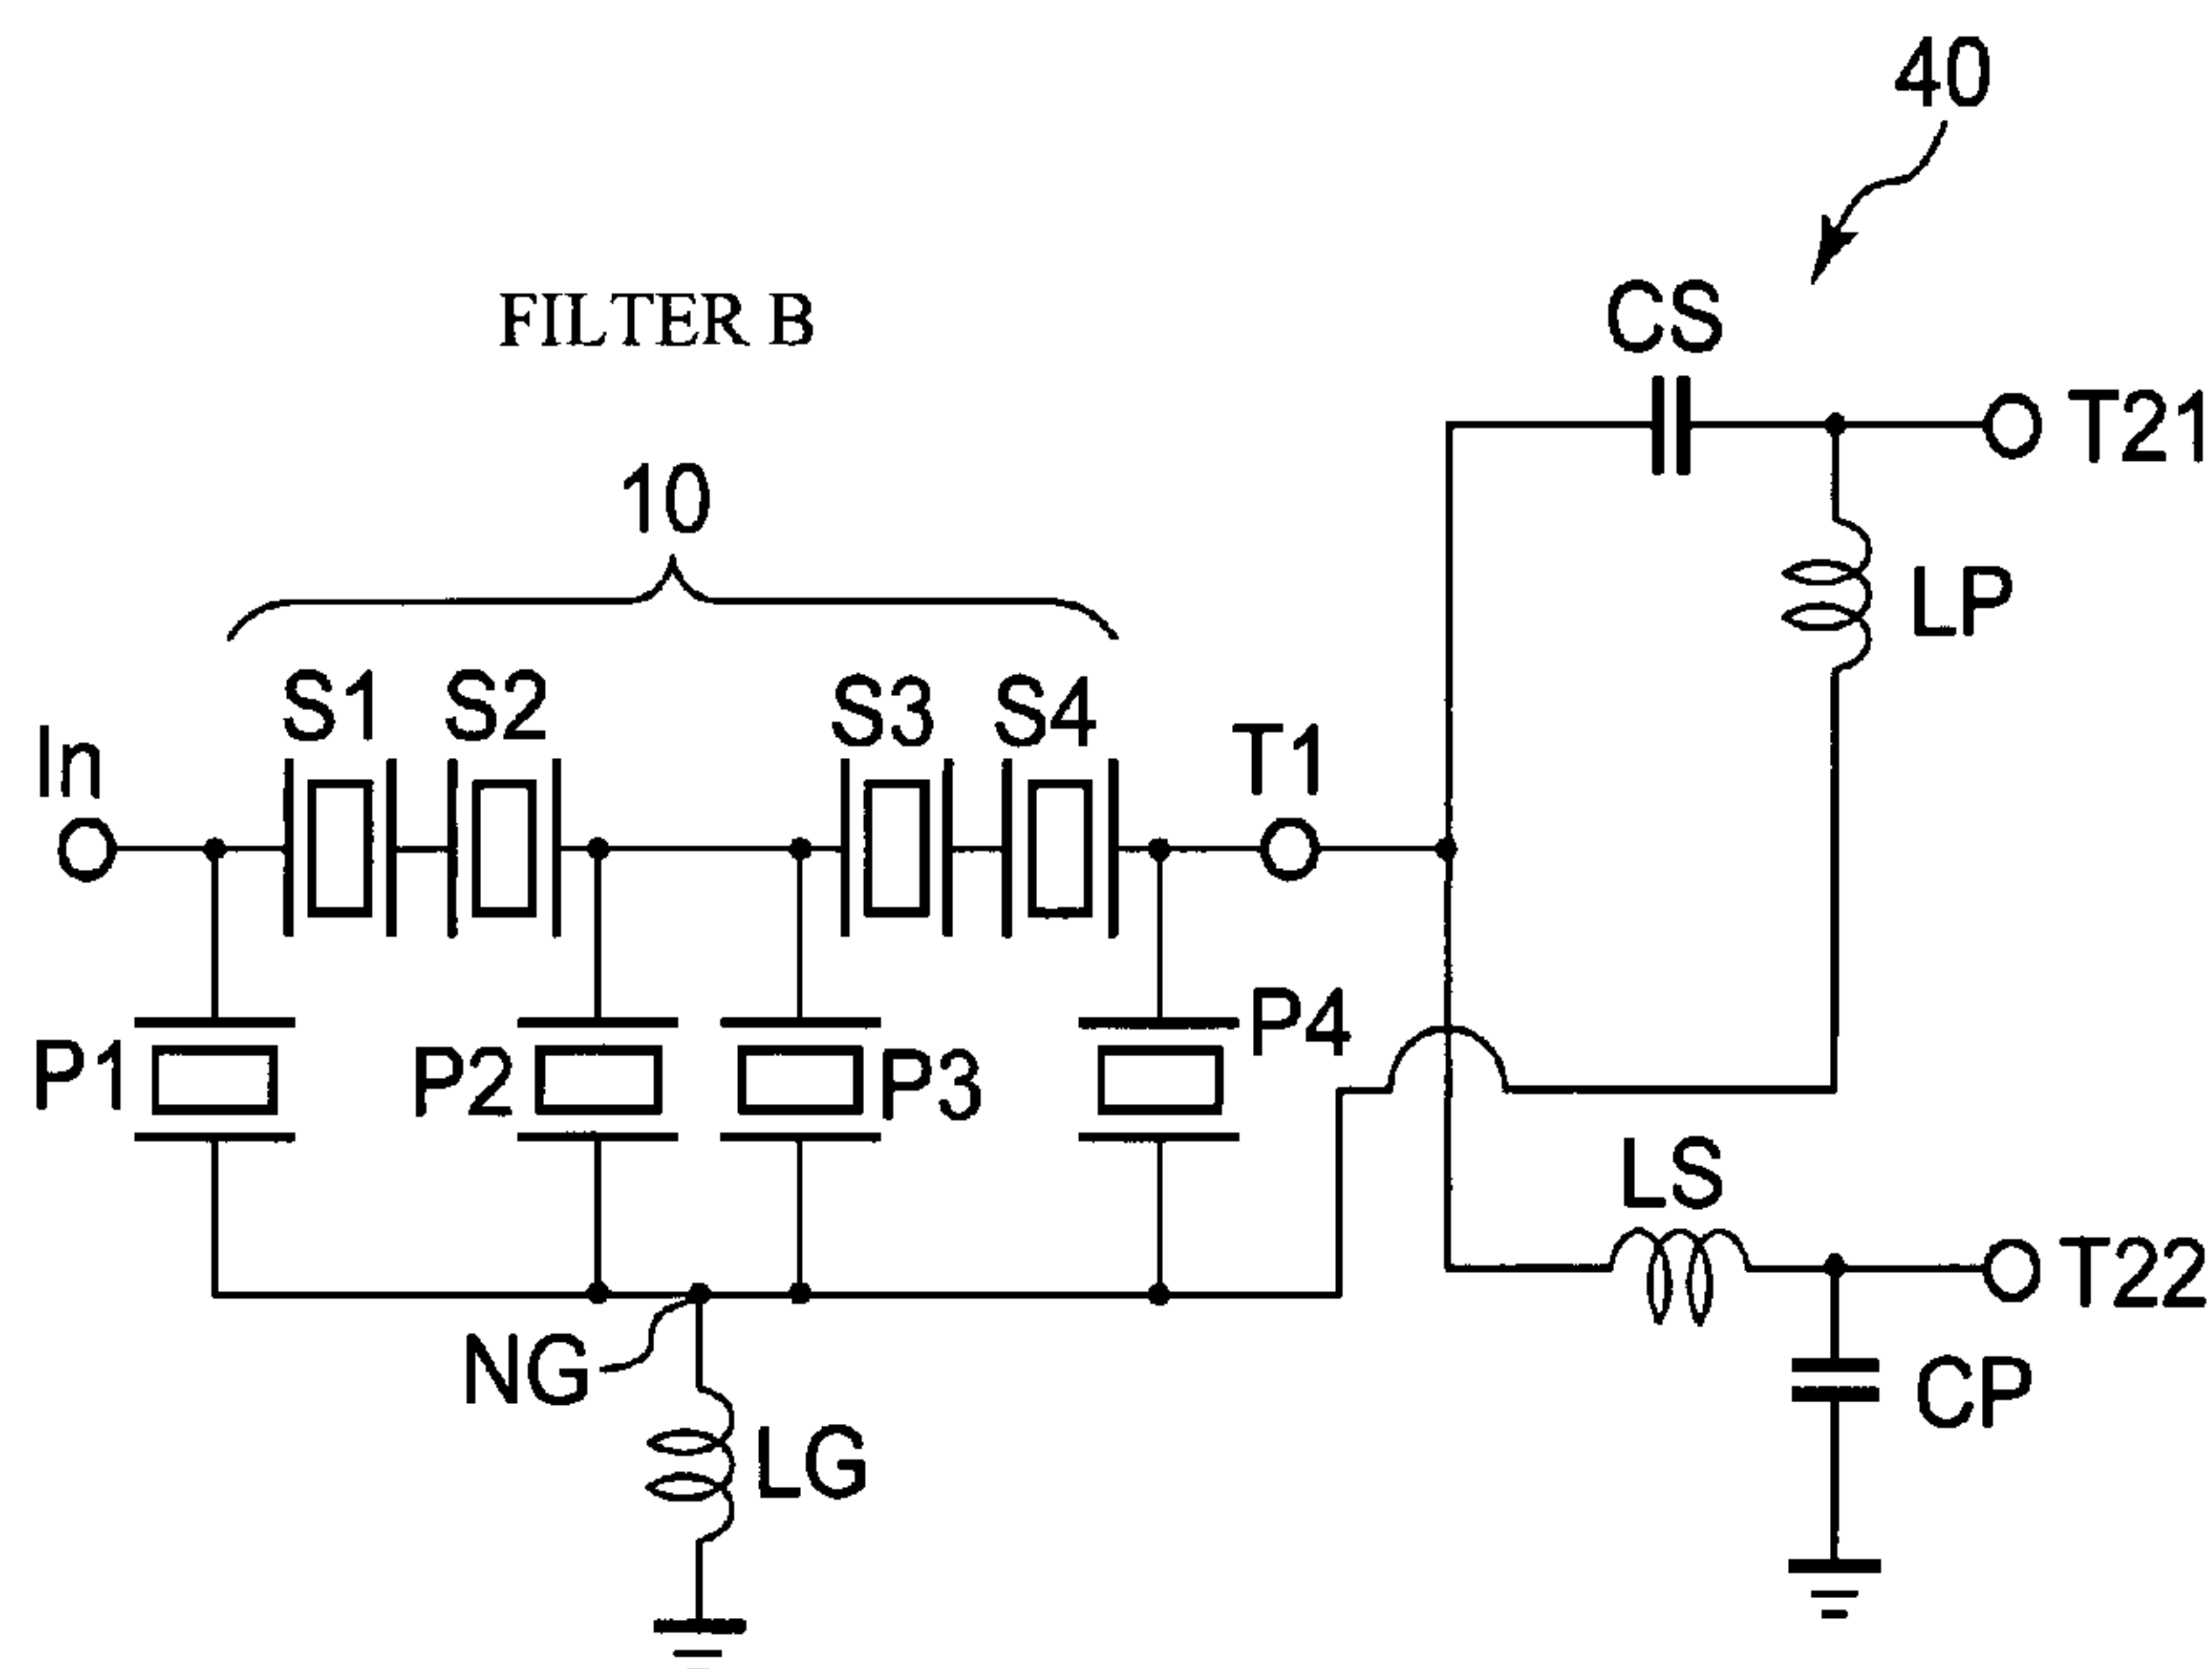 40
FILTER B
CS
T21
10
LP
S1
S2
S3
S4
In
T1
P1
P2
P3
P4
LS
T22
NG
LG
CP